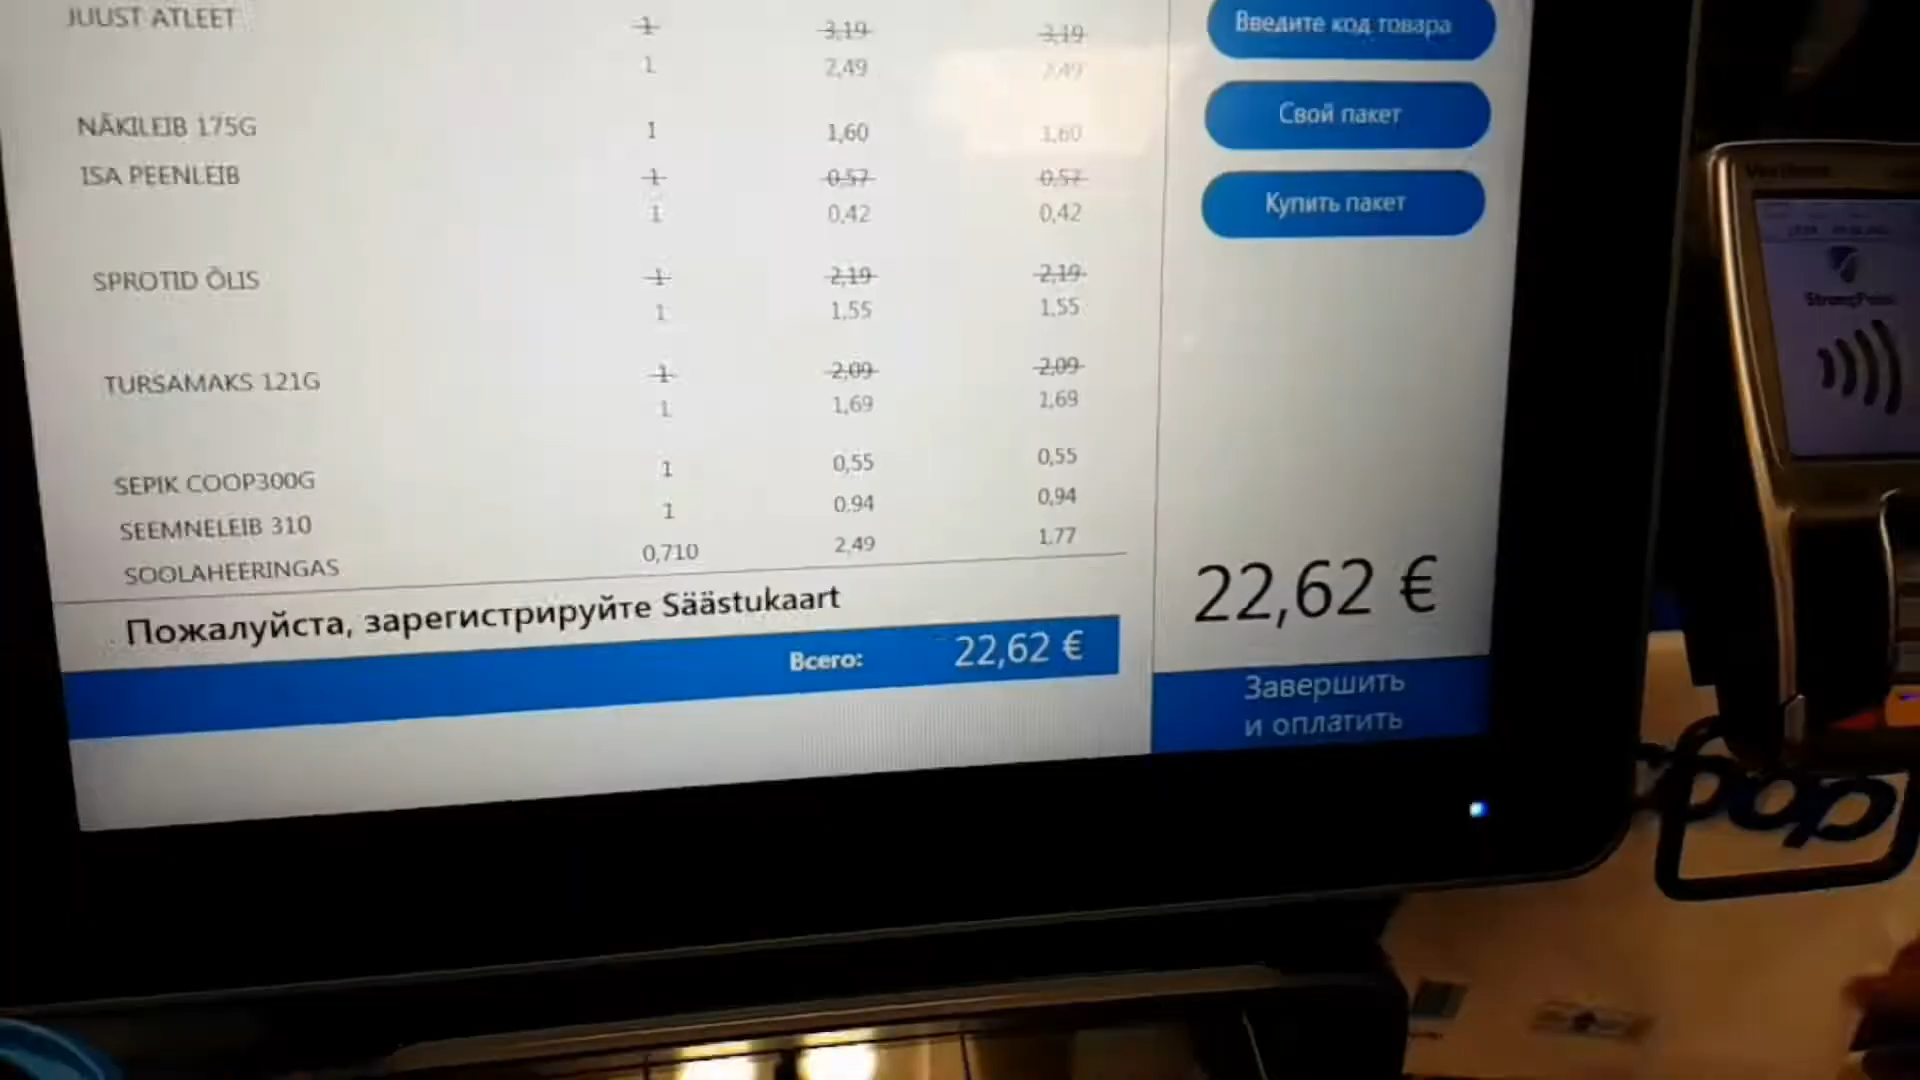 JUUST ATLEET 1 3,19 3,19
1 2,49 2,49
NÄKILEIB 175G 1 1,60 1,60
ISA PEENLEIB 1 0,57 0,57
1 0,42 0,42
SPROTID ÕLIS 1 2,19 2,19
1 1,55 1,55
TURSAMAKS 121G 1 2,09 2,09
1 1,69 1,69
SEPIK COOP300G 1 0,55 0,55
SEEMNELEIB 310 1 0.94 0,94
SOOLAHEERINGAS 0,710 2,49 1.77
Пожалуйста, зарегистрируйте Säästukaart
Всего: 22,62 €
Введите код товара
Свой пакет
Купить пакет
22,62 €
Завершить
и оплатить
StrongPoint
coop